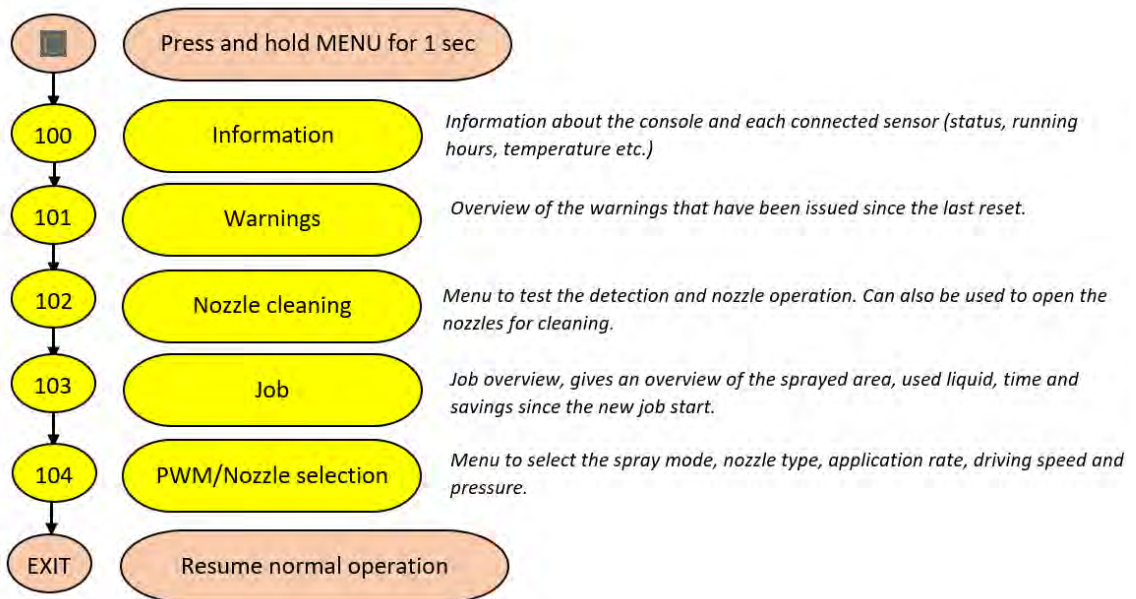 Press and hold MENU for 1 sec
100
Information
Information about the console and each connected sensor (status, running
hours, temperature etc.)
101
Warnings
Overview of the warnings that have been issued since the last reset.
102
Nozzle cleaning
Menu to test the detection and nozzle operation. Can also be used to open the
nozzles for cleaning.
103
Job
Job overview, gives an overview of the sprayed area, used liquid, time and
savings since the new job start.
104
PWM/Nozzle selection
Menu to select the spray mode, nozzle type, application rate, driving speed and
pressure.
EXIT
Resume normal operation